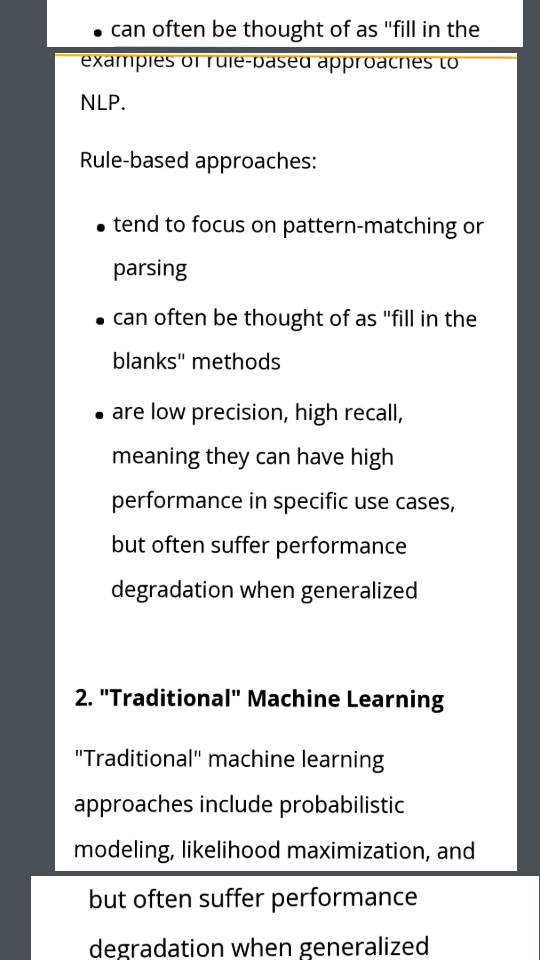 • can often be thought of as "fill in the
examples of rule-based approaches to
NLP.
Rule-based approaches:
• tend to focus on pattern-matching or
parsing
• can often be thought of as "fill in the
blanks" methods
• are low precision, high recall,
meaning they can have high
performance in specific use cases,
but often suffer performance
degradation when generalized
2. "Traditional" Machine Learning
"Traditional" machine learning
approaches include probabilistic
modeling, likelihood maximization, and
but often suffer performance
degradation when generalized